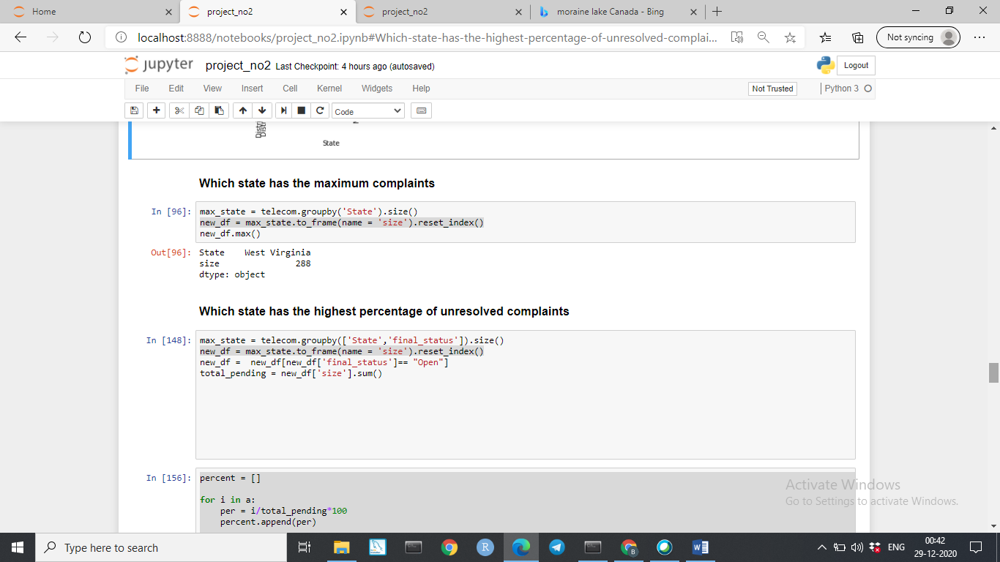 Home
project_no2
project_no2
moraine lake Canada - Bing
localhost:8888/notebooks/project_no2.ipynb#Which-state-has-the-highest-percentage-of-unresolved-complai...
Not syncing
jupyter project_no2 Last Checkpoint: 4 hours ago (autosaved)
Logout
File Edit View Insert Cell Kernel Widgets Help
Not Trusted
Python 3
Code
Distri
Distri
State
Which state has the maximum complaints
In [96]: max_state = telecom.groupby('State').size()
new_df = max_state.to_frame(name = 'size').reset_index()
new_df.max()
Out[96]: State    West Virginia
size              288
dtype: object
Which state has the highest percentage of unresolved complaints
In [148]: max_state = telecom.groupby(['State','final_status']).size()
new_df = max_state.to_frame(name = 'size').reset_index()
new_df =  new_df[new_df['final_status']== "Open"]
total_pending = new_df['size'].sum()
In [156]: percent = []
for i in a:
    per = i/total_pending*100
    percent.append(per)
Activate Windows
Go to Settings to activate Windows.
Type here to search
ENG
00:42
29-12-2020